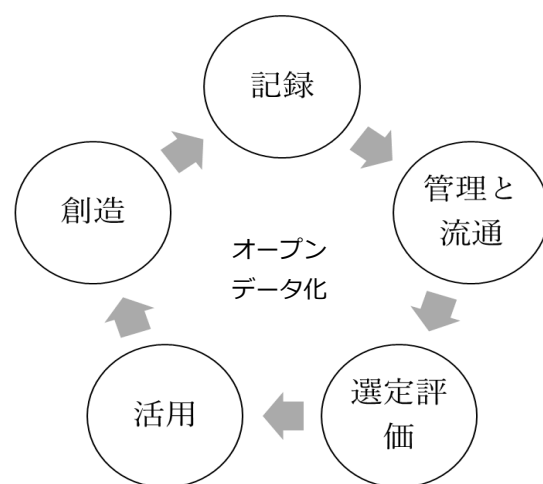 記録
管理と
流通
選定評
価
活用
創造
オープン
データ化